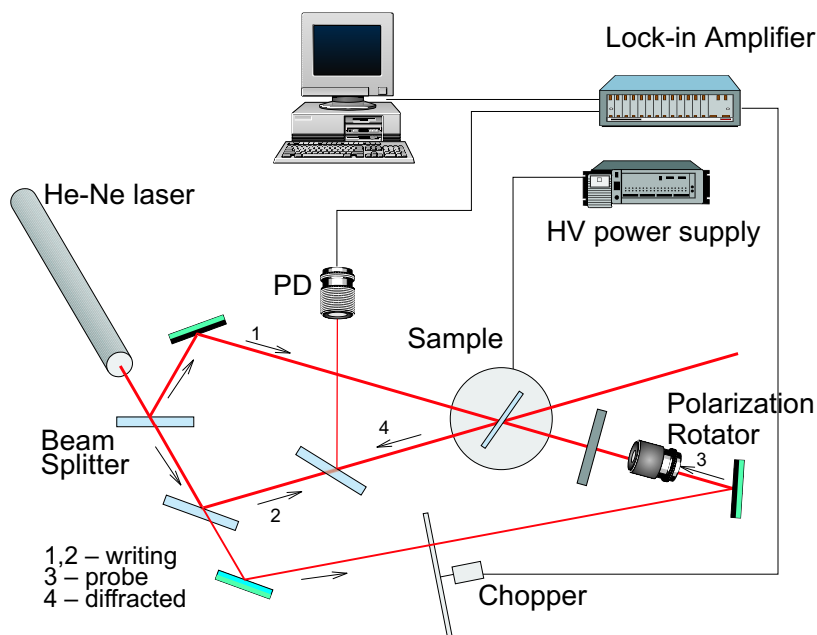 Lock-in Amplifier
He-Ne laser
HV power supply
PD
1
Sample
4
Polarization
Rotator
3
Beam
Splitter
2
1,2 – writing
3 – probe
4 – diffracted
Chopper